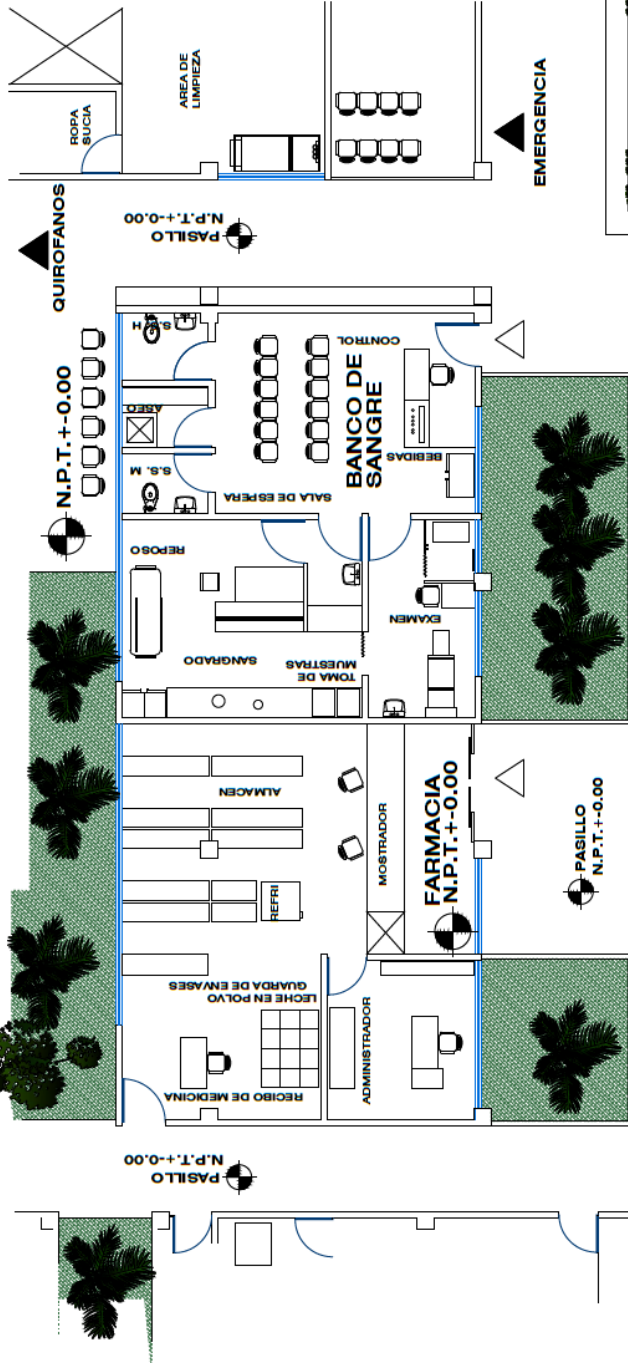 ROPA
SUCIA
AREA DE
LIMPIEZA
EMERGENCIA
QUIROFANOS
PASILLO
N.P.T.+-0.00
N.P.T.+-0.00
S.S. H
ASEO
S.S. M
CONTROL
BANCO DE
SANGRE
BEBIDAS
SALA DE ESPERA
REPOSO
SANGRADO
TOMA DE
MUESTRAS
EXAMEN
ALMACEN
MOSTRADOR
FARMACIA
N.P.T.+-0.00
REFRI
PASILLO
N.P.T.+-0.00
LECHE EN POLVO
GUARDA DE ENVASES
RECIBO DE MEDICINA
ADMINISTRADOR
PASILLO
N.P.T.+-0.00